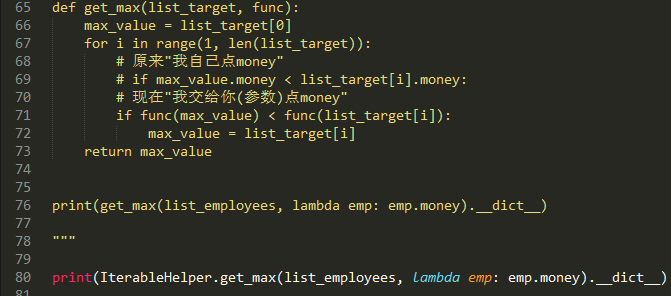 65 def get_max(list_target, func):
66     max_value = list_target[0]
67     for i in range(1, len(list_target)):
68         # 原来"我自己点money"
69         # if max_value.money < list_target[i].money:
70         # 现在"我交给你(参数)点money"
71         if func(max_value) < func(list_target[i]):
72             max_value = list_target[i]
73     return max_value
74
75
76 print(get_max(list_employees, lambda emp: emp.money).__dict__)
77
78 """
79
80 print(IterableHelper.get_max(list_employees, lambda emp: emp.money).__dict__)
81